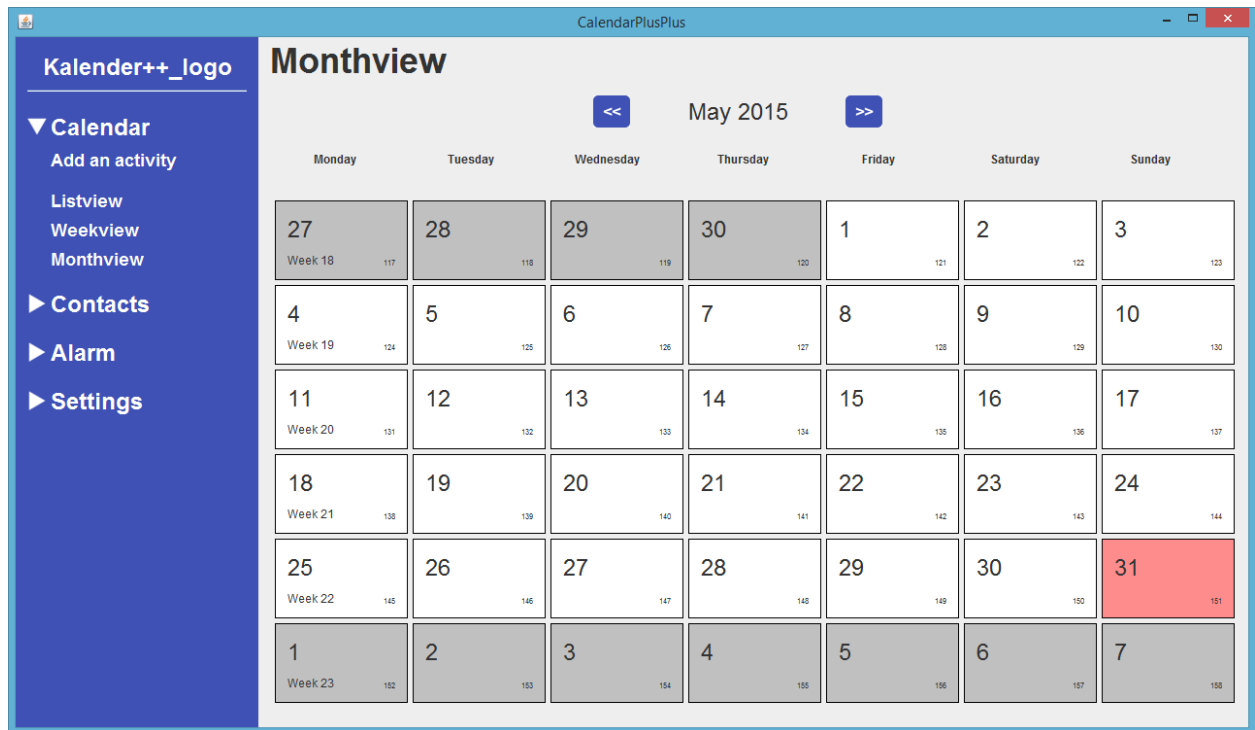 CalendarPlusPlus
Kalender++_logo
Calendar
Add an activity
Listview
Weekview
Monthview
Contacts
Alarm
Settings
Monthview
<< May 2015 >>
Monday Tuesday Wednesday Thursday Friday Saturday Sunday
27 28 29 30 1 2 3
Week 18 117 118 119 120 121 122 123
4 5 6 7 8 9 10
Week 19 124 125 126 127 128 129 130
11 12 13 14 15 16 17
Week 20 131 132 133 134 135 136 137
18 19 20 21 22 23 24
Week 21 138 139 140 141 142 143 144
25 26 27 28 29 30 31
Week 22 145 146 147 148 149 150 151
1 2 3 4 5 6 7
Week 23 152 153 154 155 156 157 158